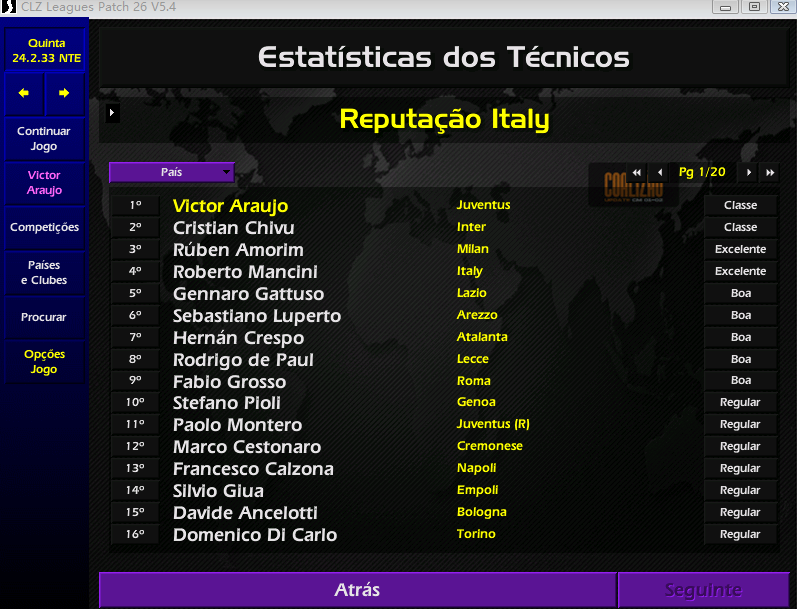 CLZ Leagues Patch 26 V5.4
Quinta
24.2.33 NTE
Continuar
Jogo
Victor
Araujo
Competições
Países
e Clubes
Procurar
Opções
Jogo
Estatísticas dos Técnicos
Reputação Italy
País
Pg 1/20
1º Victor Araujo Juventus Classe
2º Cristian Chivu Inter Classe
3º Rúben Amorim Milan Excelente
4º Roberto Mancini Italy Excelente
5º Gennaro Gattuso Lazio Boa
6º Sebastiano Luperto Arezzo Boa
7º Hernán Crespo Atalanta Boa
8º Rodrigo de Paul Lecce Boa
9º Fabio Grosso Roma Boa
10º Stefano Pioli Genoa Regular
11º Paolo Montero Juventus (R) Regular
12º Marco Cestonaro Cremonese Regular
13º Francesco Calzona Napoli Regular
14º Silvio Giua Empoli Regular
15º Davide Ancelotti Bologna Regular
16º Domenico Di Carlo Torino Regular
Atrás
Seguinte